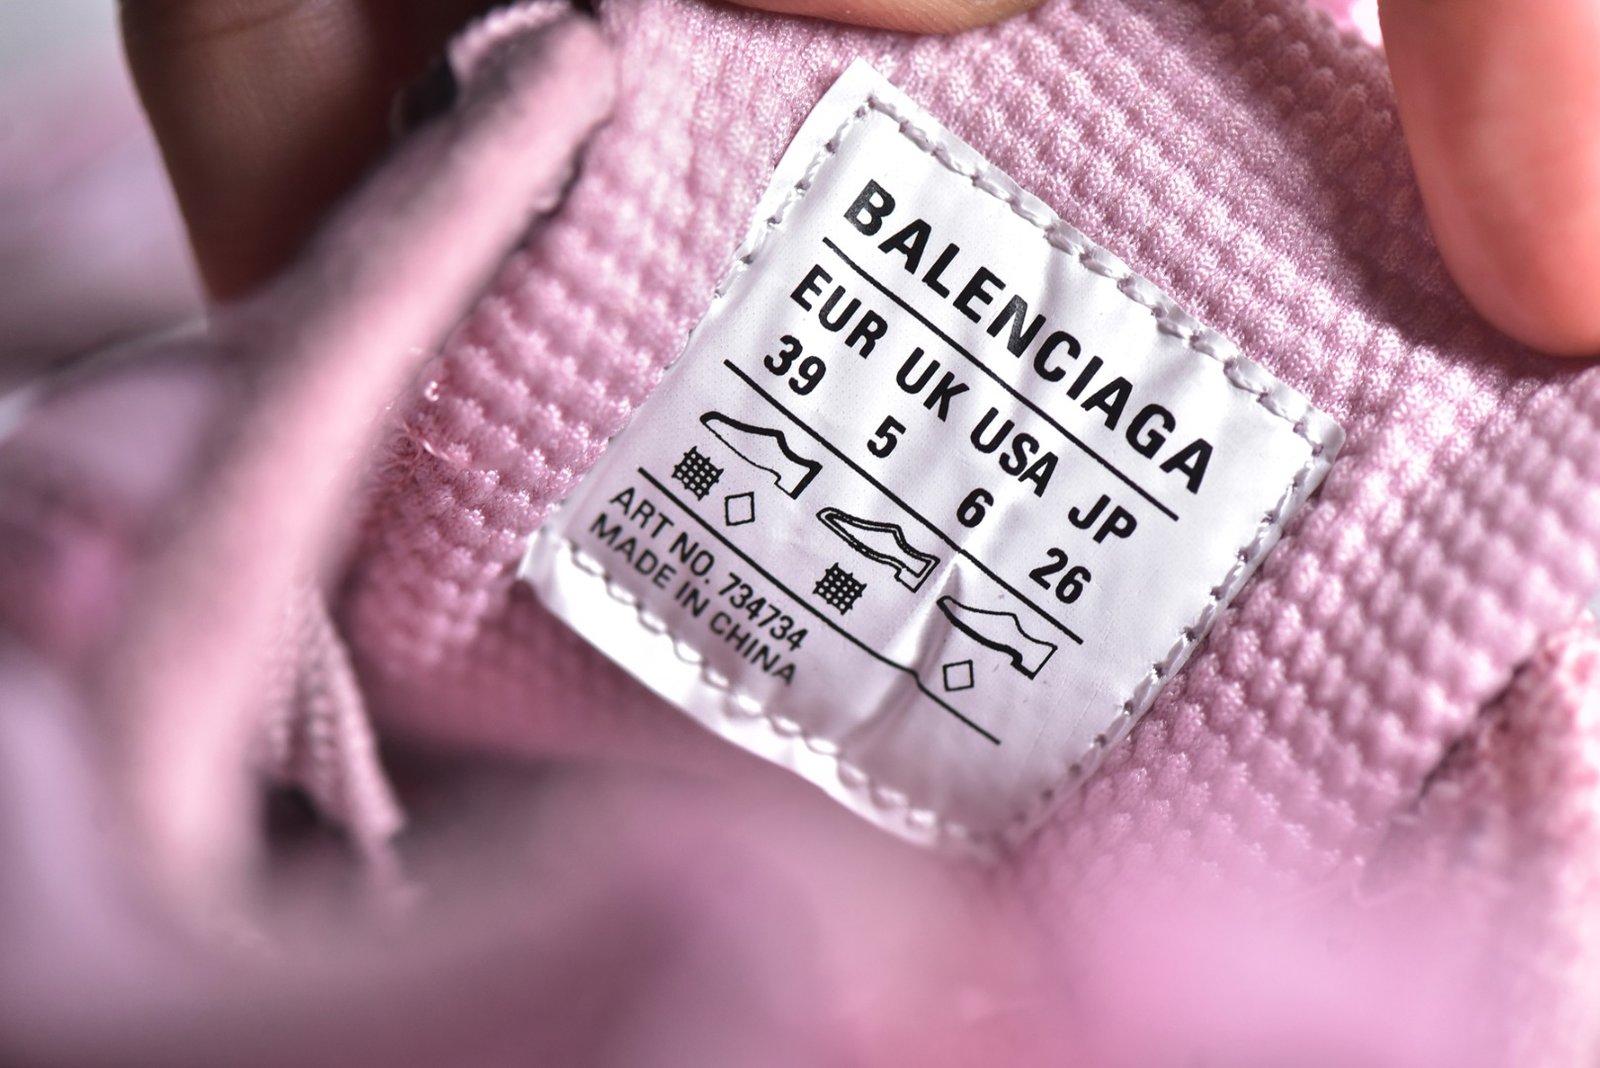 BALENCIAGA
EUR UK USA JP
39 5 6 26
ART NO. 734734
MADE IN CHINA